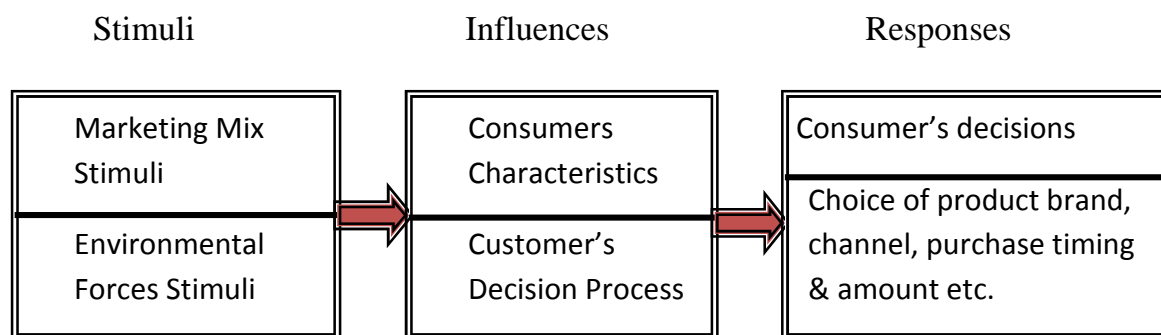 Stimuli
Influences
Responses
Marketing Mix
Stimuli
Environmental
Forces Stimuli
Consumers
Characteristics
Customer’s
Decision Process
Consumer’s decisions
Choice of product brand,
channel, purchase timing
& amount etc.